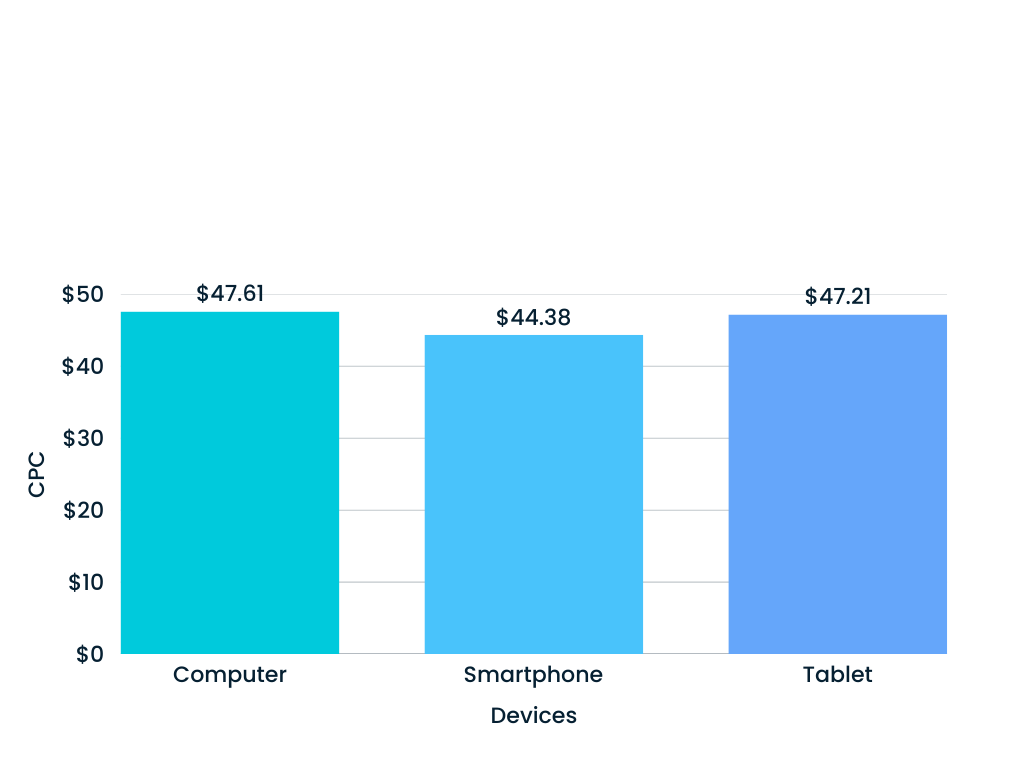 $50
$40
$30
$20
$10
$0
CPC
$47.61
$44.38
$47.21
Computer
Smartphone
Tablet
Devices